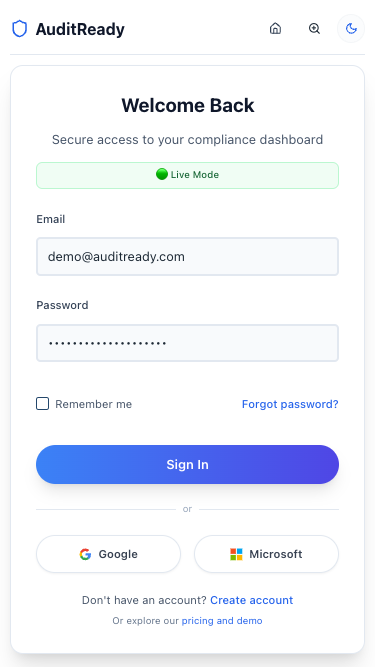 AuditReady
Welcome Back
Secure access to your compliance dashboard
Live Mode
Email
demo@auditready.com
Password
••••••••••••••••••••
Remember me
Forgot password?
Sign In
or
Google
Microsoft
Don't have an account? Create account
Or explore our pricing and demo